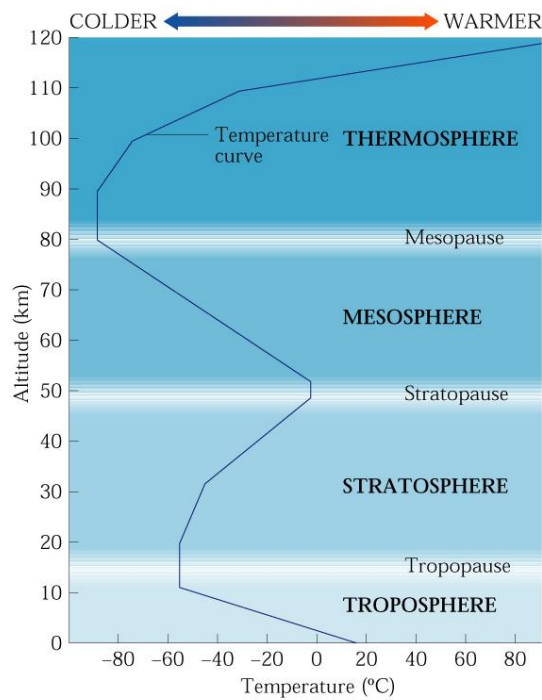 COLDER WARMER
120
110
100
90
80
70
60
50
40
30
20
10
0
Altitude (km)
Temperature
curve
THERMOSPHERE
Mesopause
MESOSPHERE
Stratopause
STRATOSPHERE
Tropopause
TROPOSPHERE
−80 −60 −40 −20 0 20 40 60 80
Temperature (ºC)